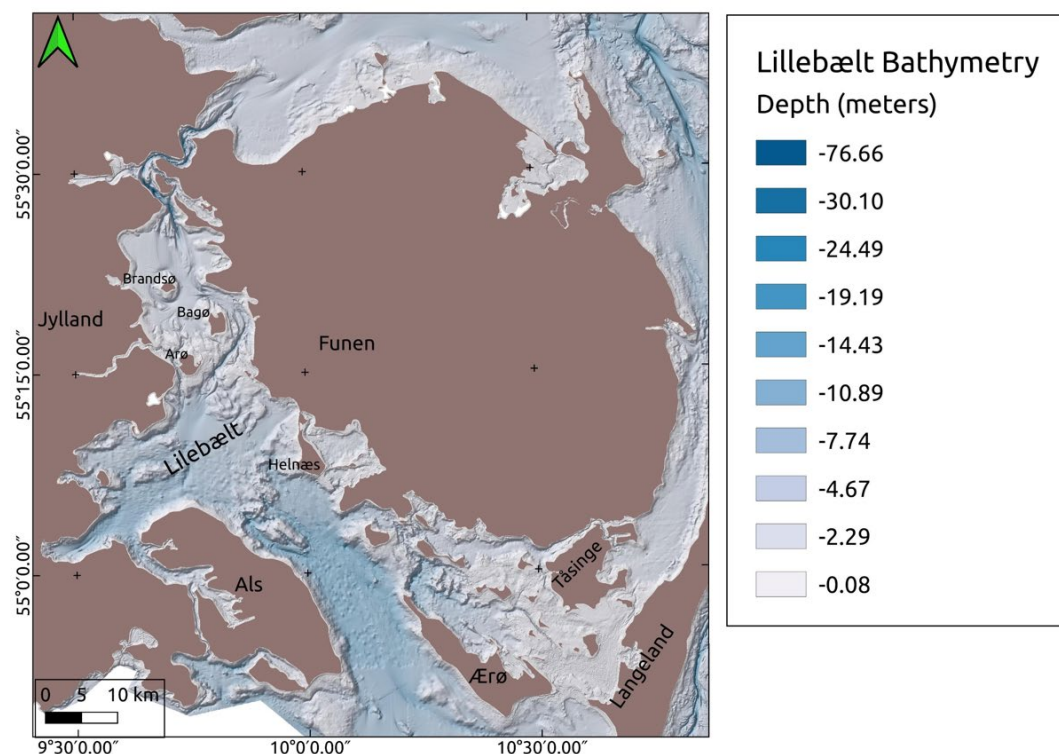 55°30′0.00″
55°15′0.00″
55°0′0.00″
Brandsø
Bagø
Jylland
Arø
Funen
Lilebælt
Helnæs
Als
Tåsinge
Ærø
Langeland
0 5 10 km
9°30′0.00″ 10°0′0.00″ 10°30′0.00″
Lillebælt Bathymetry
Depth (meters)
-76.66
-30.10
-24.49
-19.19
-14.43
-10.89
-7.74
-4.67
-2.29
-0.08